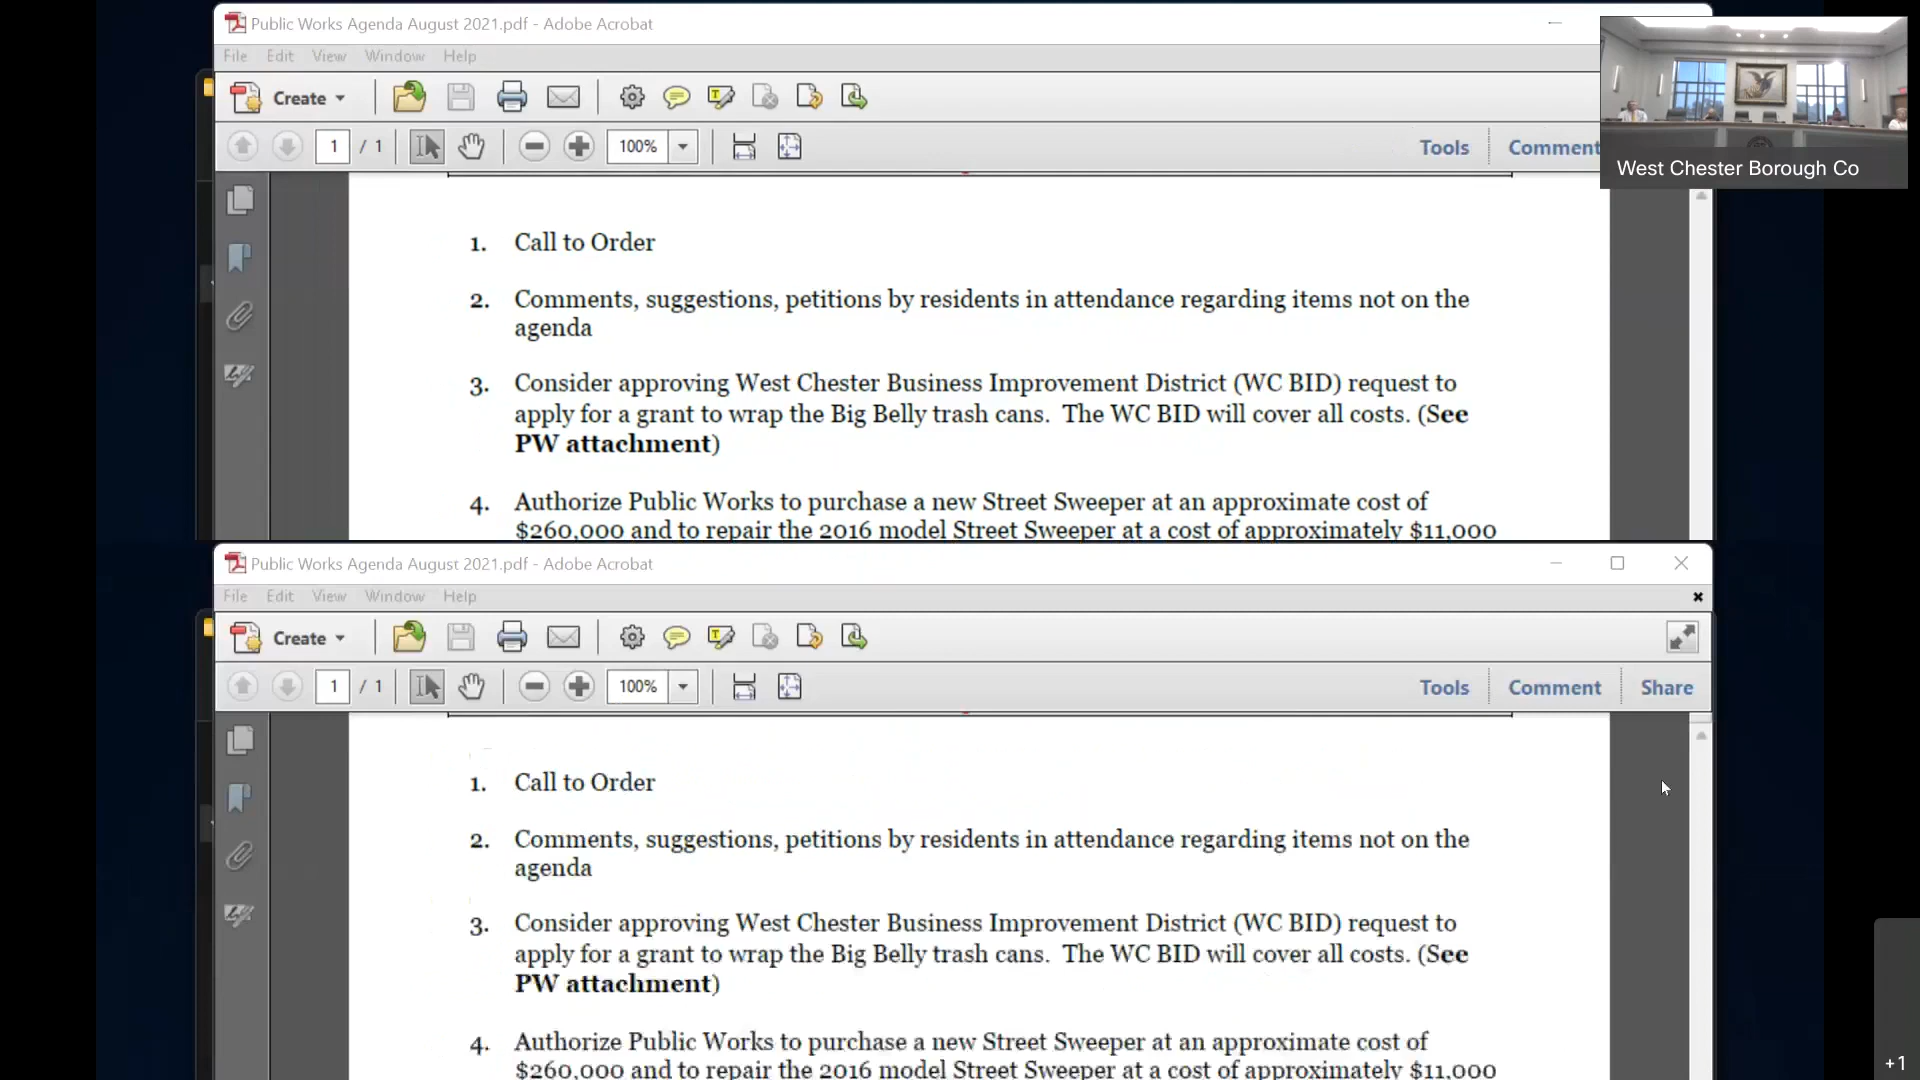 Public Works Agenda August 2021.pdf - Adobe Acrobat
File Edit View Window Help
Create
1 / 1 100% Tools Comment
West Chester Borough Co
1. Call to Order
2. Comments, suggestions, petitions by residents in attendance regarding items not on the
agenda
3. Consider approving West Chester Business Improvement District (WC BID) request to
apply for a grant to wrap the Big Belly trash cans. The WC BID will cover all costs. (See
PW attachment)
4. Authorize Public Works to purchase a new Street Sweeper at an approximate cost of
$260,000 and to repair the 2016 model Street Sweeper at a cost of approximately $11,000
Public Works Agenda August 2021.pdf - Adobe Acrobat
File Edit View Window Help
Create
1 / 1 100% Tools Comment Share
1. Call to Order
2. Comments, suggestions, petitions by residents in attendance regarding items not on the
agenda
3. Consider approving West Chester Business Improvement District (WC BID) request to
apply for a grant to wrap the Big Belly trash cans. The WC BID will cover all costs. (See
PW attachment)
4. Authorize Public Works to purchase a new Street Sweeper at an approximate cost of
$260,000 and to repair the 2016 model Street Sweeper at a cost of approximately $11,000
+1